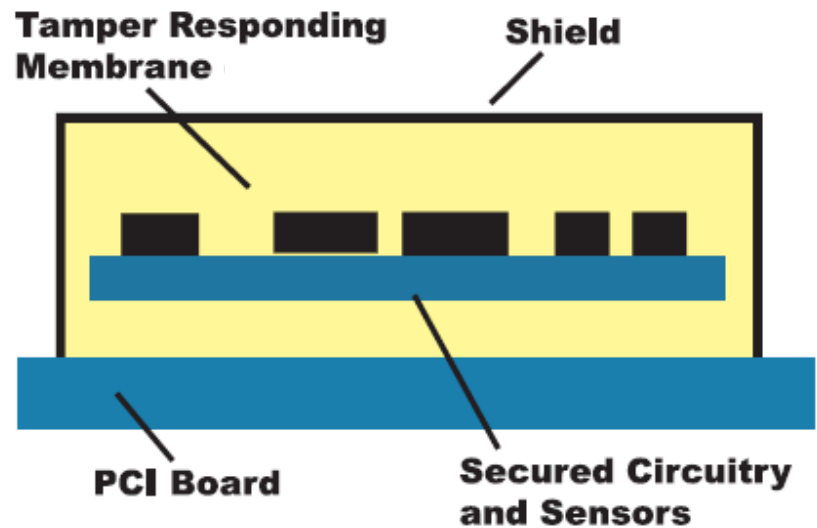 Tamper Responding
Membrane
Shield
PCI Board
Secured Circuitry
and Sensors